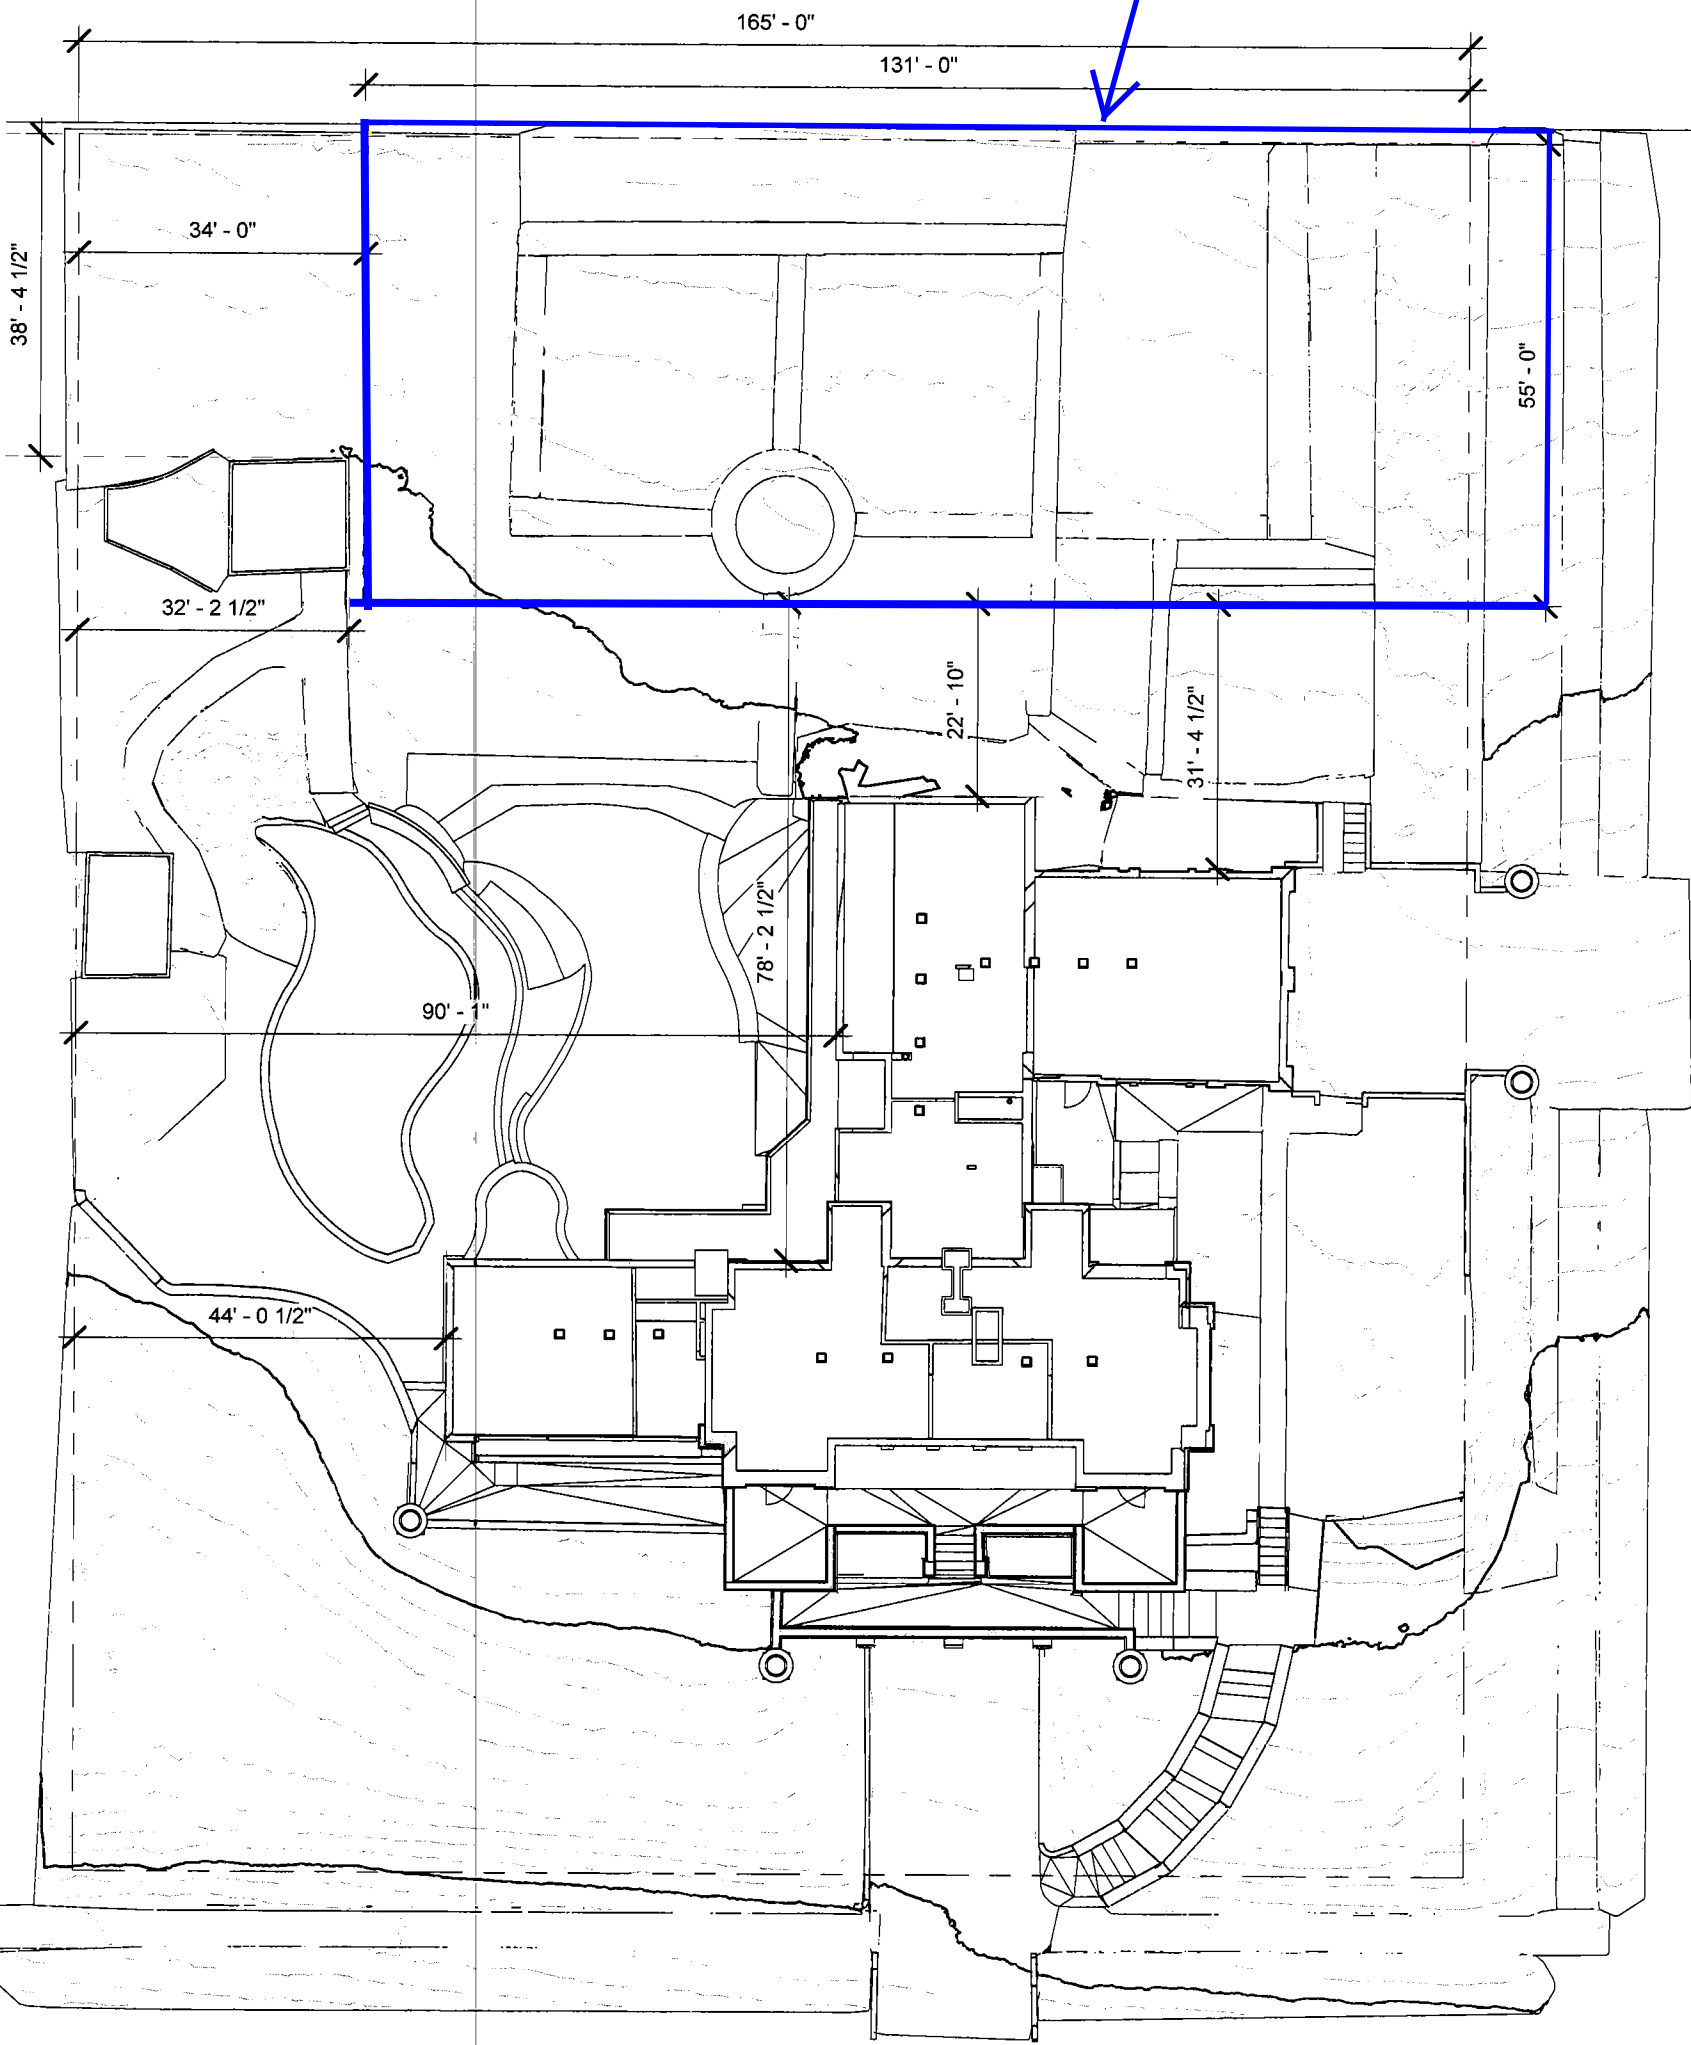 165' - 0"
131' - 0"
34' - 0"
38' - 4 1/2"
55' - 0"
32' - 2 1/2"
22' - 10"
31' - 4 1/2"
78' - 2 1/2"
90' - 1"
44' - 0 1/2"